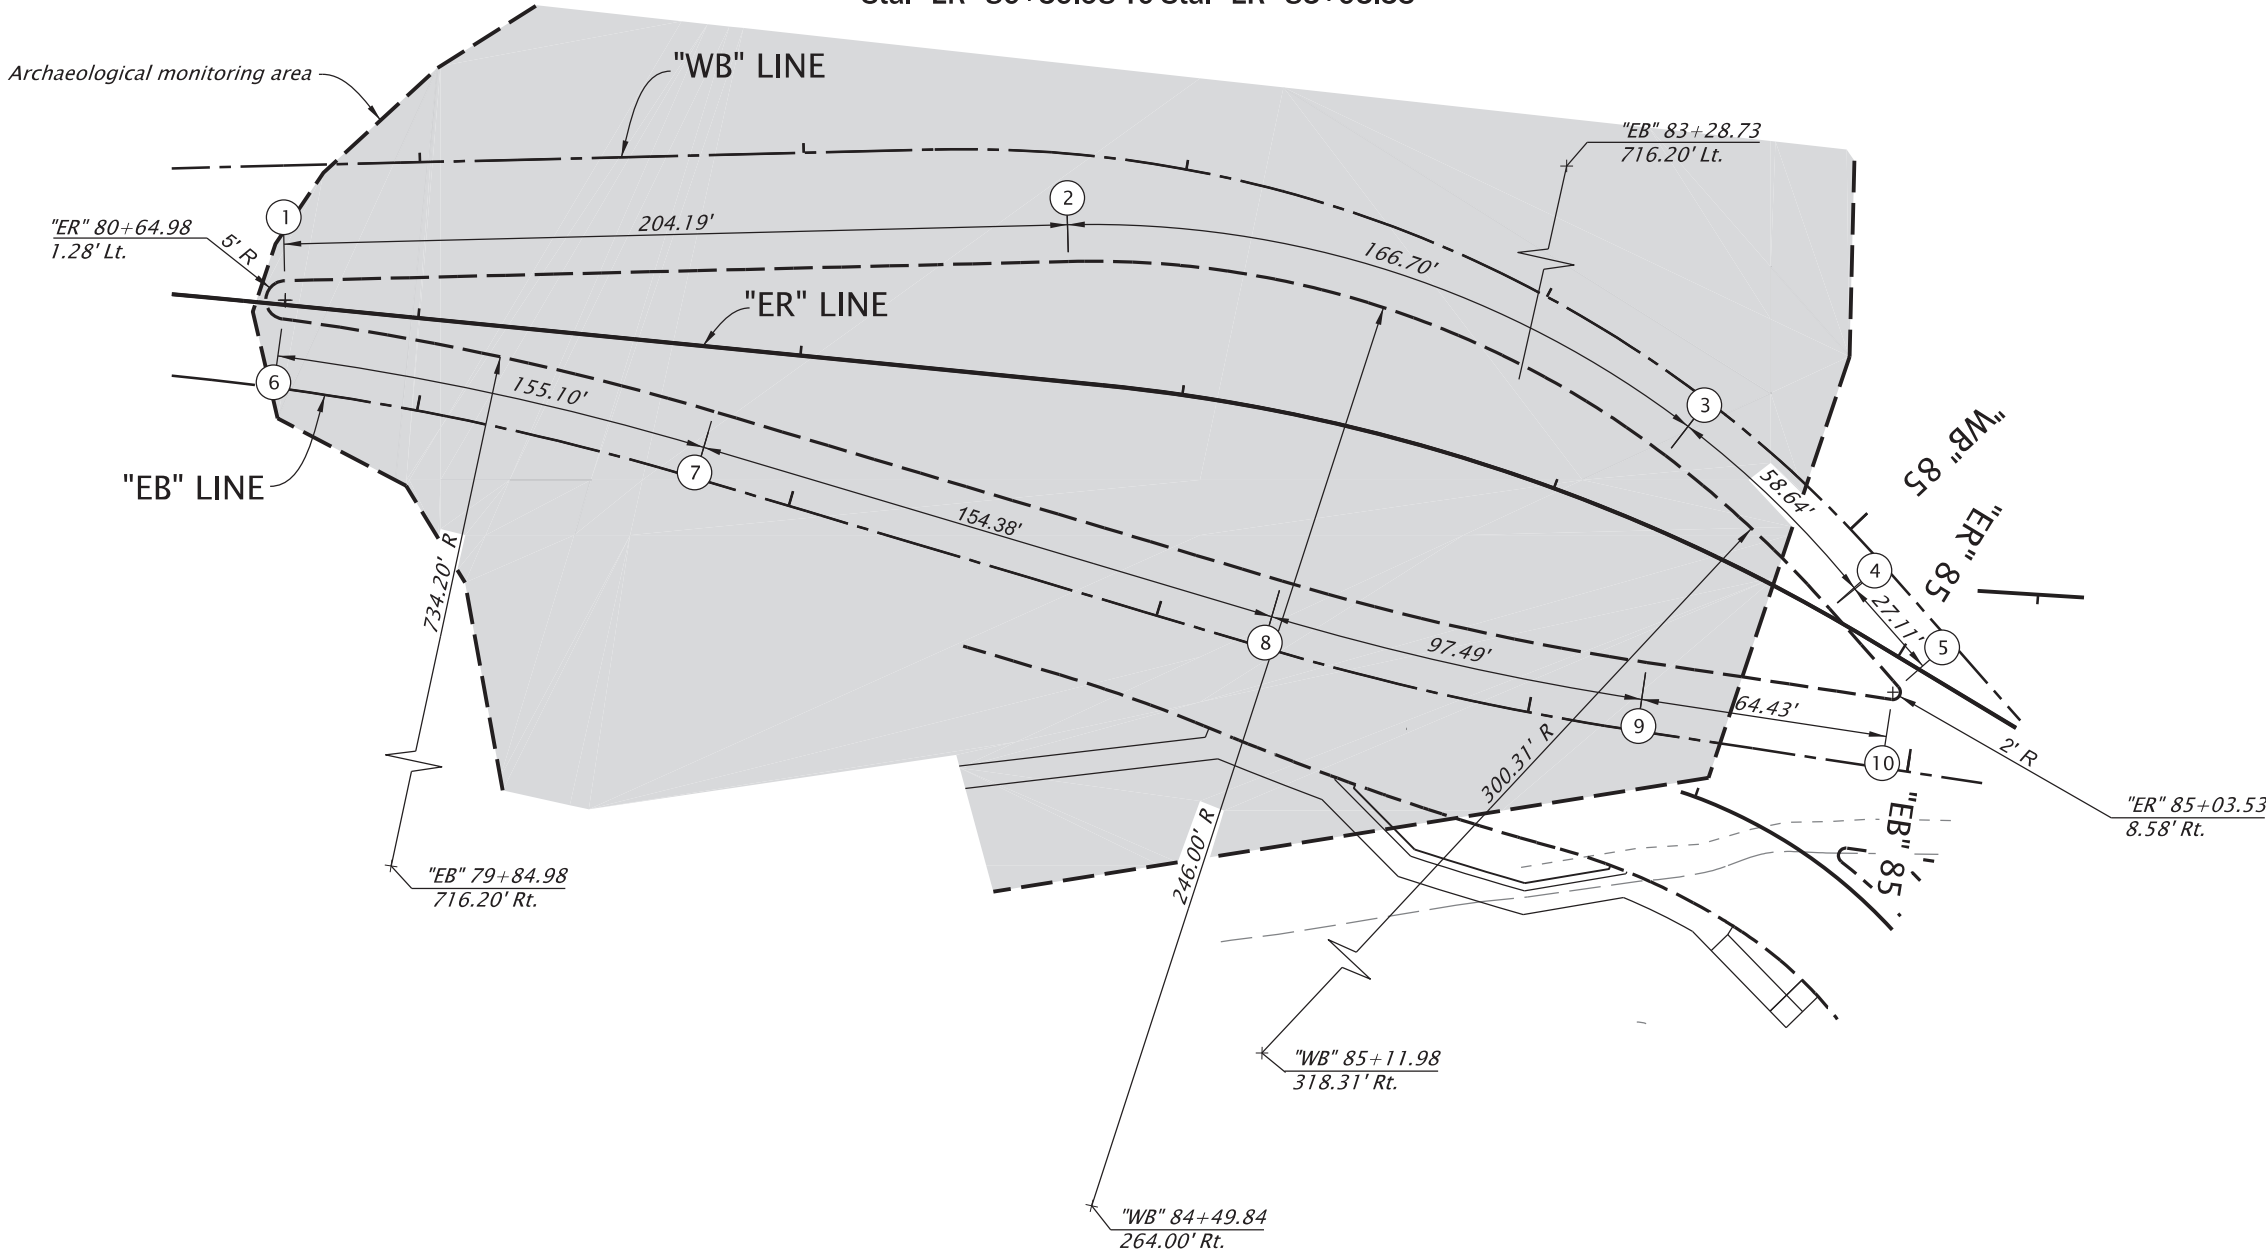 Archaeological monitoring area
"WB" LINE
"EB" 83+28.73
716.20' Lt.
1
2
"ER" 80+64.98
1.28' Lt.
5' R
204.19'
166.70'
"ER" LINE
6
155.10'
3
"WB" 85
7
"EB" LINE
58.64'
"ER" 85
154.38'
4
734.20' R
27.11'
8
97.49'
5
64.43'
9
2' R
10
300.31' R
"ER" 85+03.53
8.58' Rt.
"EB" 85
246.00' R
"EB" 79+84.98
716.20' Rt.
"WB" 85+11.98
318.31' Rt.
"WB" 84+49.84
264.00' Rt.